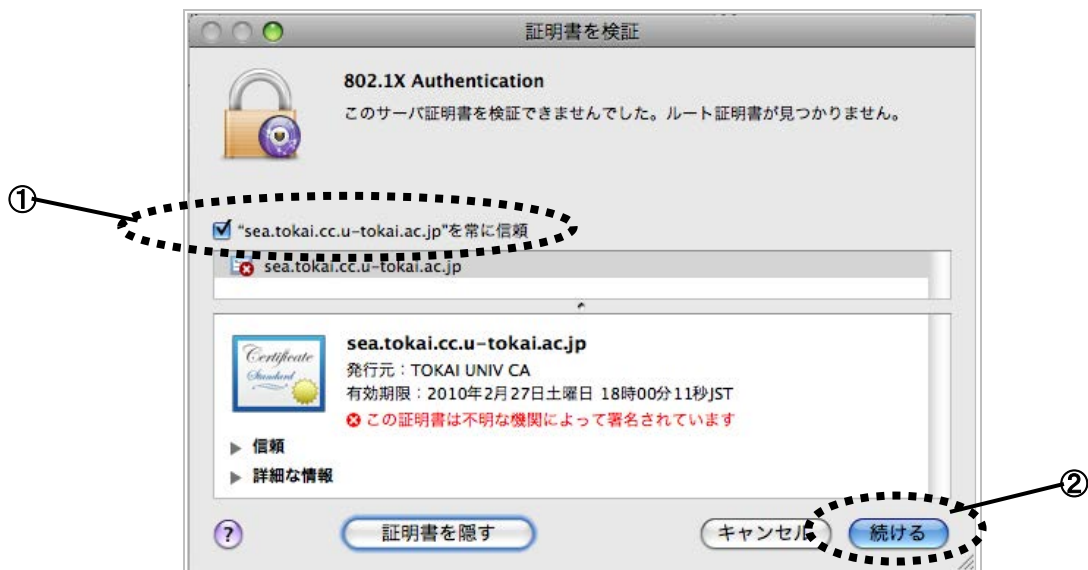 証明書を検証
802.1X Authentication
このサーバ証明書を検証できませんでした。ルート証明書が見つかりません。
①
"sea.tokai.cc.u-tokai.ac.jp"を常に信頼
sea.tokai.cc.u-tokai.ac.jp
Certificate
Standard
sea.tokai.cc.u-tokai.ac.jp
発行元:TOKAI UNIV CA
有効期限:2010年2月27日土曜日 18時00分11秒JST
この証明書は不明な機関によって署名されています
▶ 信頼
▶ 詳細な情報
②
?
証明書を隠す
キャンセル
続ける